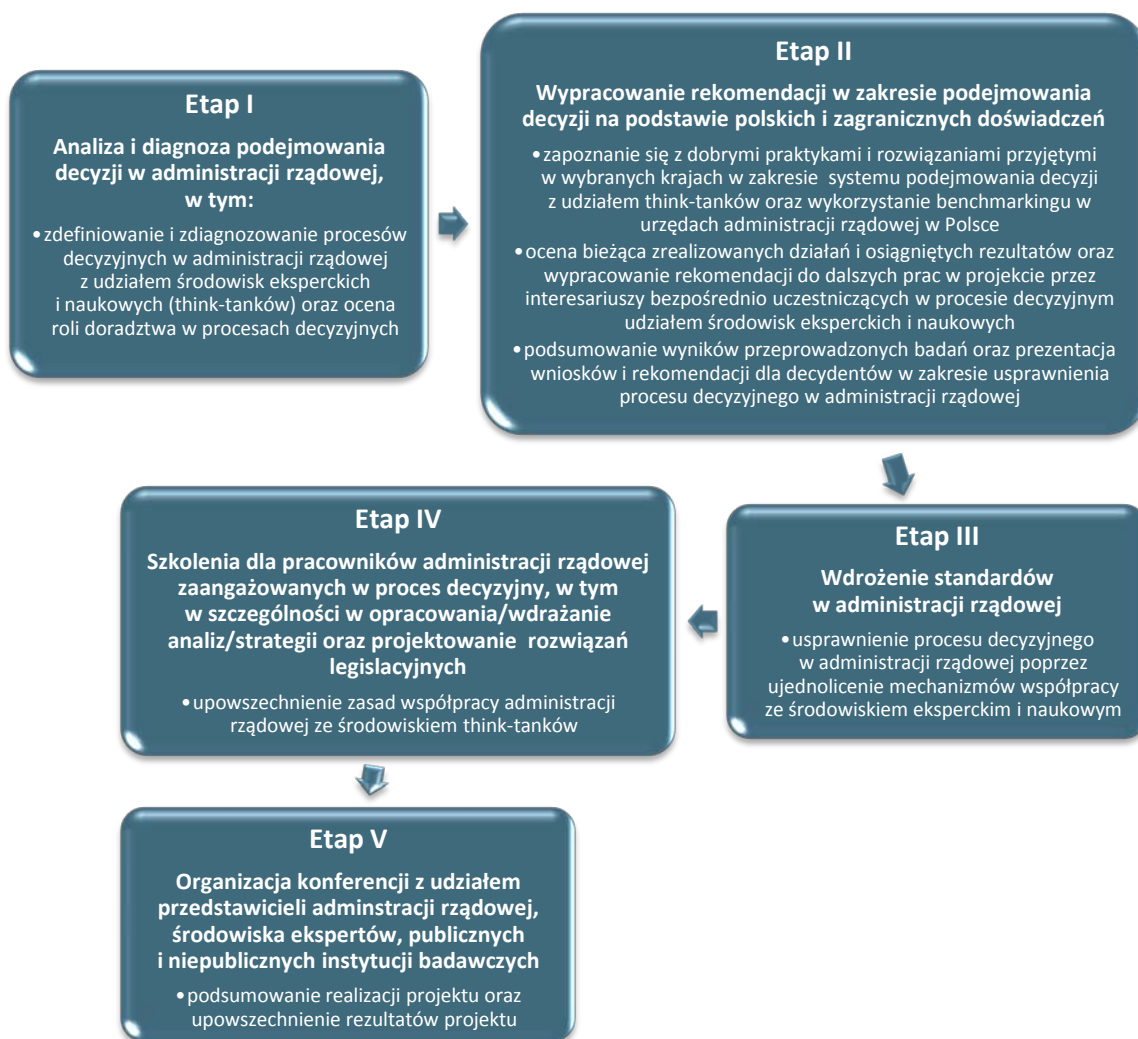 Etap I
Analiza i diagnoza podejmowania
decyzji w administracji rządowej,
w tym:
•zdefiniowanie i zdiagnozowanie procesów
decyzyjnych w administracji rządowej
z udziałem środowisk eksperckich
i naukowych (think-tanków) oraz ocena
roli doradztwa w procesach decyzyjnych
Etap II
Wypracowanie rekomendacji w zakresie podejmowania
decyzji na podstawie polskich i zagranicznych doświadczeń
•zapoznanie się z dobrymi praktykami i rozwiązaniami przyjętymi
w wybranych krajach w zakresie systemu podejmowania decyzji
z udziałem think-tanków oraz wykorzystanie benchmarkingu w
urzędach administracji rządowej w Polsce
•ocena bieżąca zrealizowanych działań i osiągniętych rezultatów oraz
wypracowanie rekomendacji do dalszych prac w projekcie przez
interesariuszy bezpośrednio uczestniczących w procesie decyzyjnym
udziałem środowisk eksperckich i naukowych
•podsumowanie wyników przeprowadzonych badań oraz prezentacja
wniosków i rekomendacji dla decydentów w zakresie usprawnienia
procesu decyzyjnego w administracji rządowej
Etap III
Wdrożenie standardów
w administracji rządowej
•usprawnienie procesu decyzyjnego
w administracji rządowej poprzez
ujednolicenie mechanizmów współpracy
ze środowiskiem eksperckim i naukowym
Etap IV
Szkolenia dla pracowników administracji rządowej
zaangażowanych w proces decyzyjny, w tym
w szczególności w opracowania/wdrażanie
analiz/strategii oraz projektowanie rozwiązań
legislacyjnych
•upowszechnienie zasad współpracy administracji
rządowej ze środowiskiem think-tanków
Etap V
Organizacja konferencji z udziałem
przedstawicieli adminstracji rządowej,
środowiska ekspertów, publicznych
i niepublicznych instytucji badawczych
•podsumowanie realizacji projektu oraz
upowszechnienie rezultatów projektu